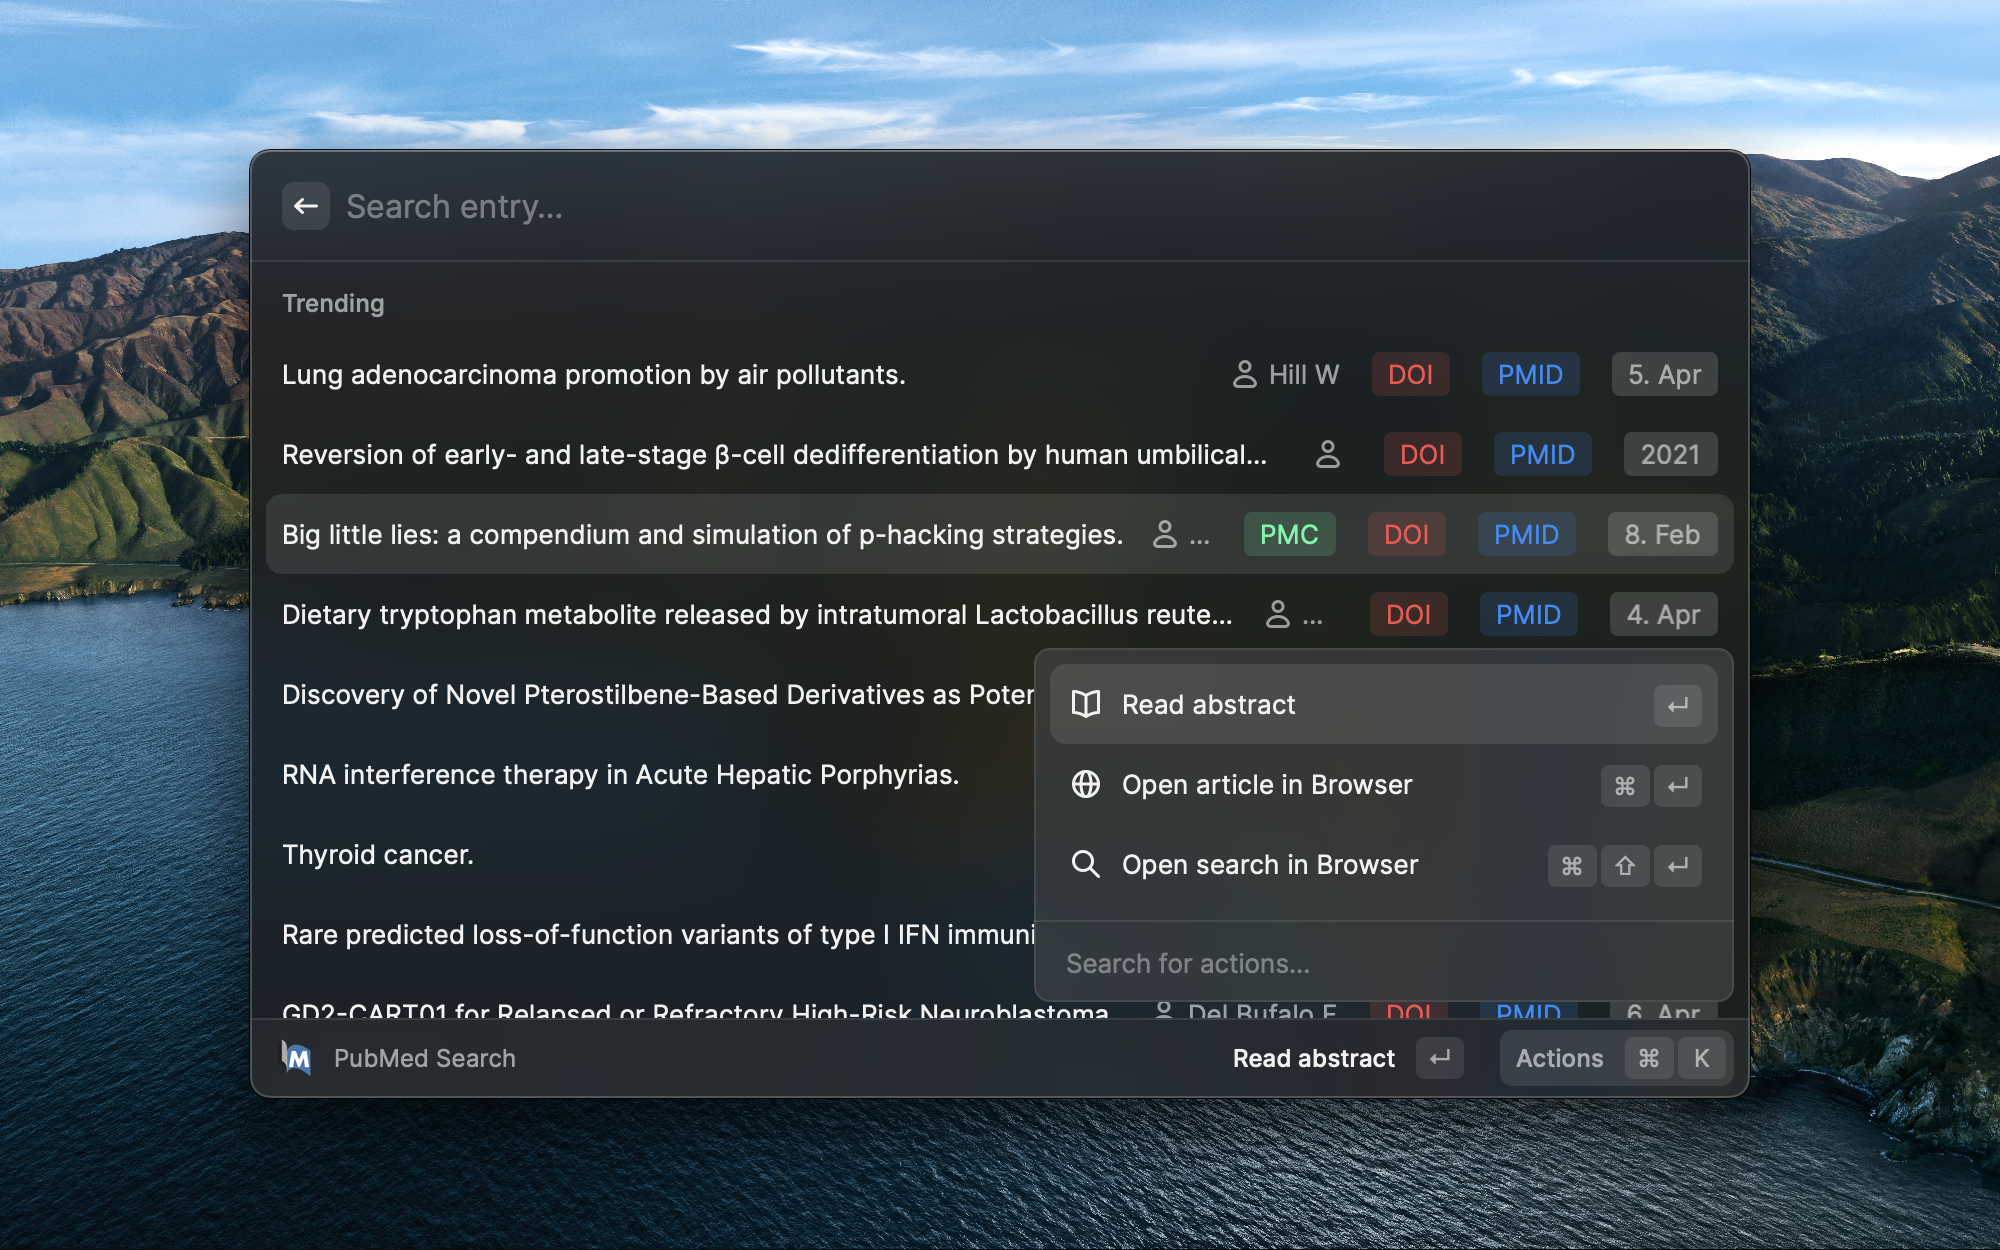 Search entry...
Trending
Lung adenocarcinoma promotion by air pollutants. Hill W DOI PMID 5. Apr
Reversion of early- and late-stage β-cell dedifferentiation by human umbilical... DOI PMID 2021
Big little lies: a compendium and simulation of p-hacking strategies. ... PMC DOI PMID 8. Feb
Dietary tryptophan metabolite released by intratumoral Lactobacillus reute... ... DOI PMID 4. Apr
Discovery of Novel Pterostilbene-Based Derivatives as Poten
RNA interference therapy in Acute Hepatic Porphyrias.
Thyroid cancer.
Rare predicted loss-of-function variants of type I IFN immuni
GD2-CART01 for Relapsed or Refractory High-Risk Neuroblastoma Del Bufalo F DOI PMID 6. Apr
Read abstract ↵
Open article in Browser ⌘ ↵
Open search in Browser ⌘ ⇧ ↵
Search for actions...
M PubMed Search Read abstract ↵ Actions ⌘ K